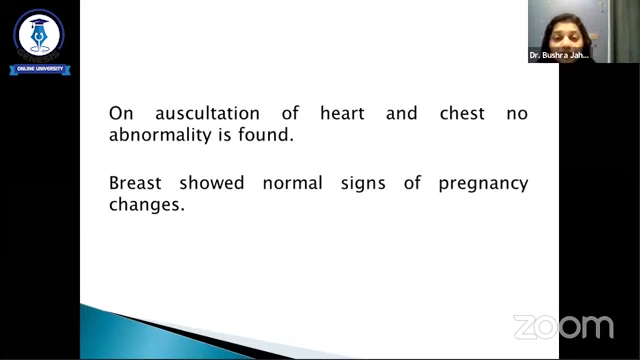 GENESIS
ONLINE UNIVERSITY
Dr. Bushra Jah...
On auscultation of heart and chest no
abnormality is found.
Breast showed normal signs of pregnancy
changes.
zoom